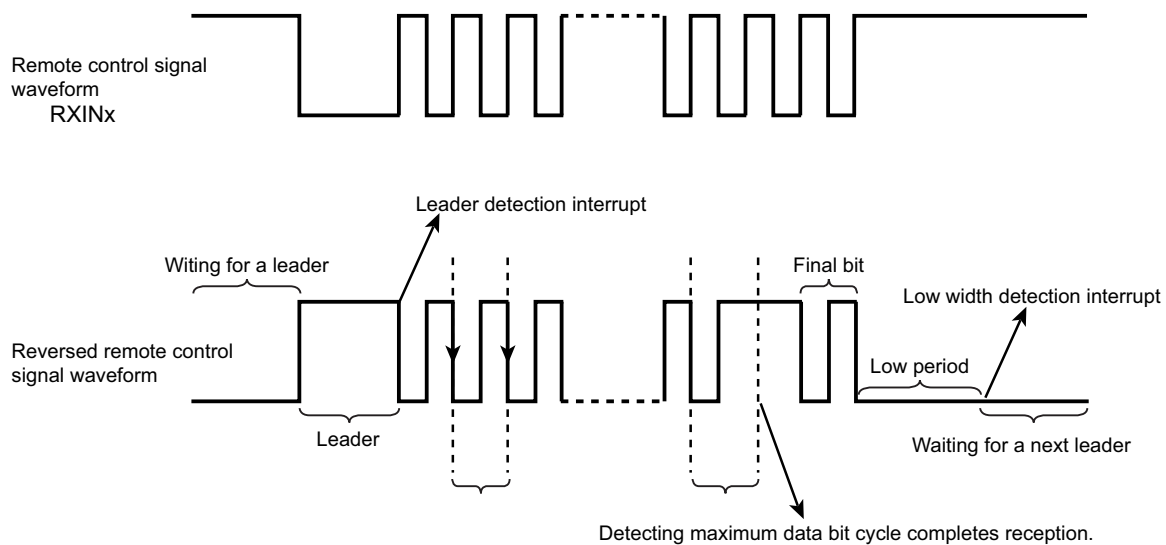 Remote control signal
waveform
RXINx
Leader detection interrupt
Witing for a leader
Final bit
Low width detection interrupt
Reversed remote control
signal waveform
Low period
Leader
Waiting for a next leader
Detecting maximum data bit cycle completes reception.